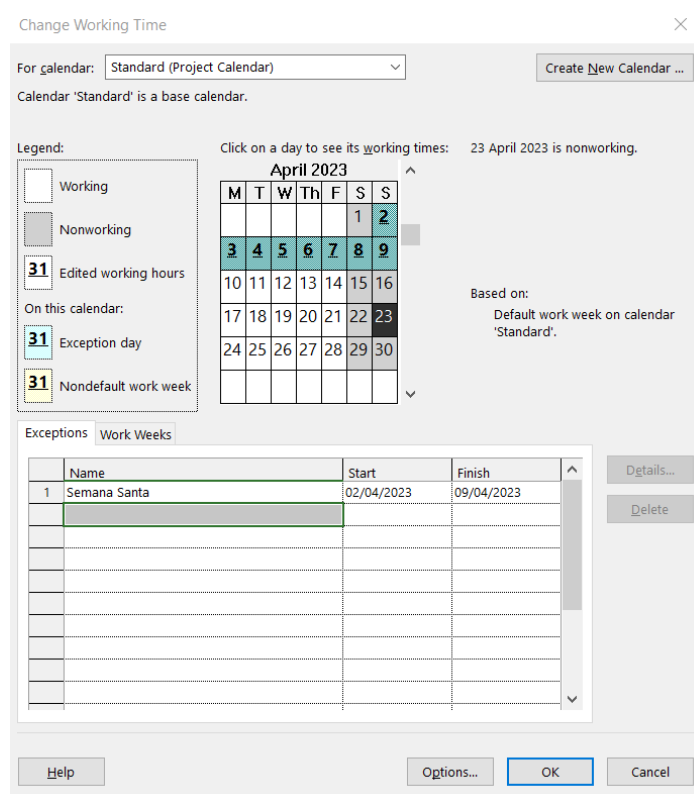 Change Working Time
For calendar: Standard (Project Calendar) Create New Calendar ...
Calendar 'Standard' is a base calendar.
Legend: Click on a day to see its working times: 23 April 2023 is nonworking.
April 2023
Working
M T W Th F S S
1 2
Nonworking
3 4 5 6 7 8 9
31 Edited working hours
10 11 12 13 14 15 16
Based on:
On this calendar:
17 18 19 20 21 22 23
Default work week on calendar
'Standard'.
31 Exception day
24 25 26 27 28 29 30
31 Nondefault work week
Exceptions Work Weeks
Name Start Finish
Details...
1 Semana Santa 02/04/2023 09/04/2023
Delete
Help Options... OK Cancel